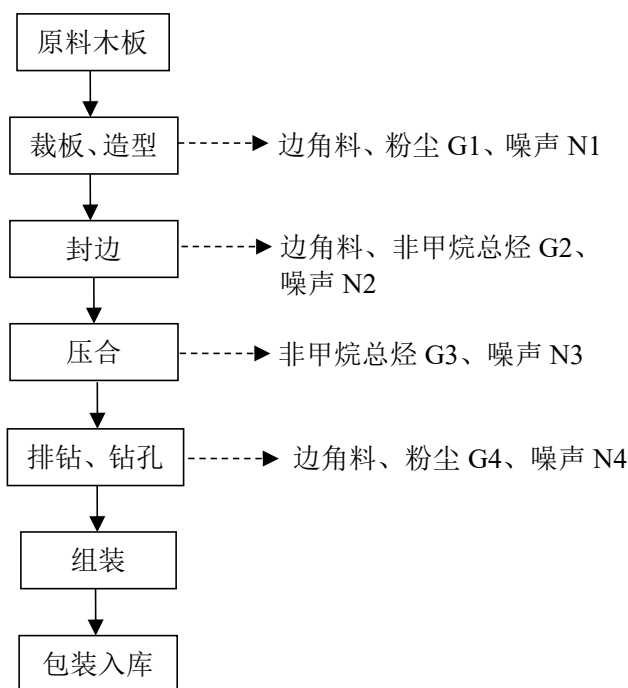 原料木板
裁板、造型
边角料、粉尘 G1、噪声 N1
封边
边角料、非甲烷总烃 G2、
噪声 N2
压合
非甲烷总烃 G3、噪声 N3
排钻、钻孔
边角料、粉尘 G4、噪声 N4
组装
包装入库